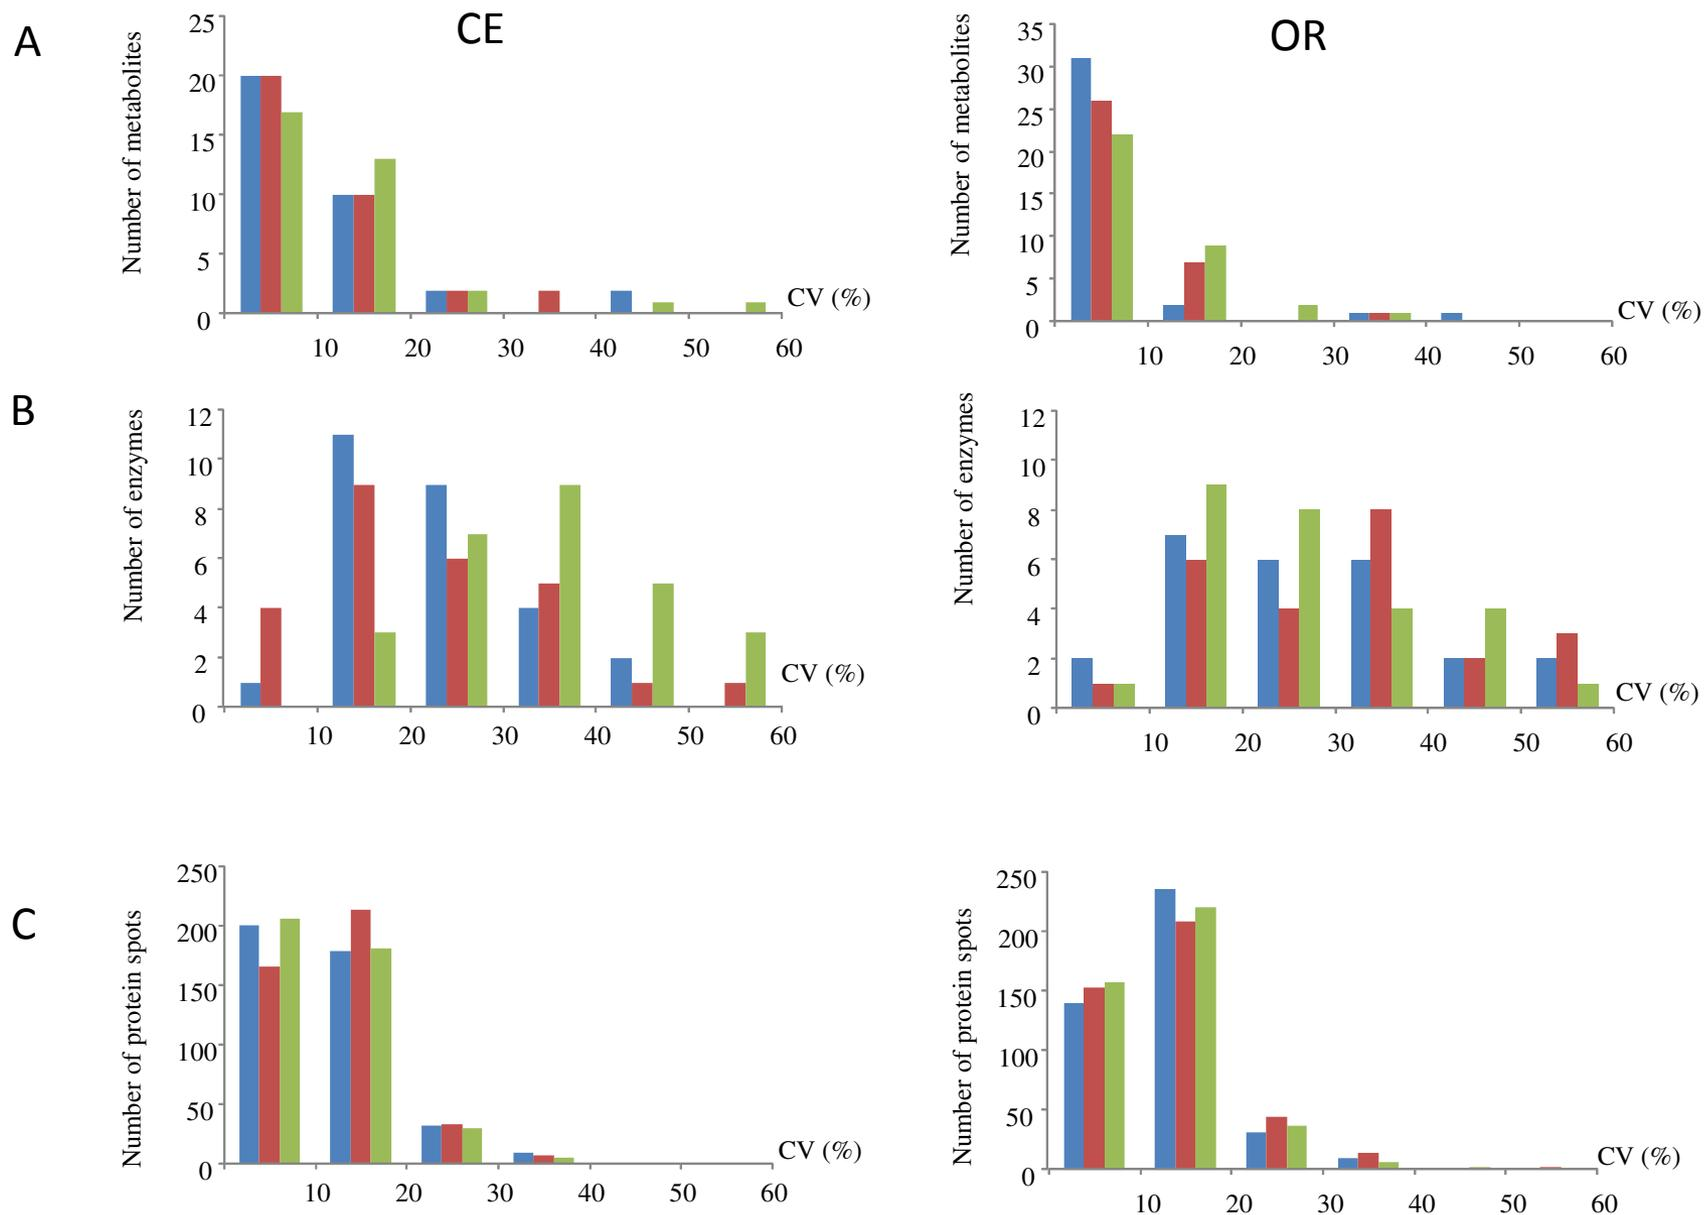 A
CE
OR
Number of metabolites
25
20
15
10
5
0
CV (%)
10 20 30 40 50 60
Number of metabolites
35
30
25
20
15
10
5
0
CV (%)
10 20 30 40 50 60
B
Number of enzymes
12
10
8
6
4
2
0
CV (%)
10 20 30 40 50 60
Number of enzymes
12
10
8
6
4
2
0
CV (%)
10 20 30 40 50 60
C
Number of protein spots
250
200
150
100
50
0
CV (%)
10 20 30 40 50 60
Number of protein spots
250
200
150
100
50
0
CV (%)
10 20 30 40 50 60